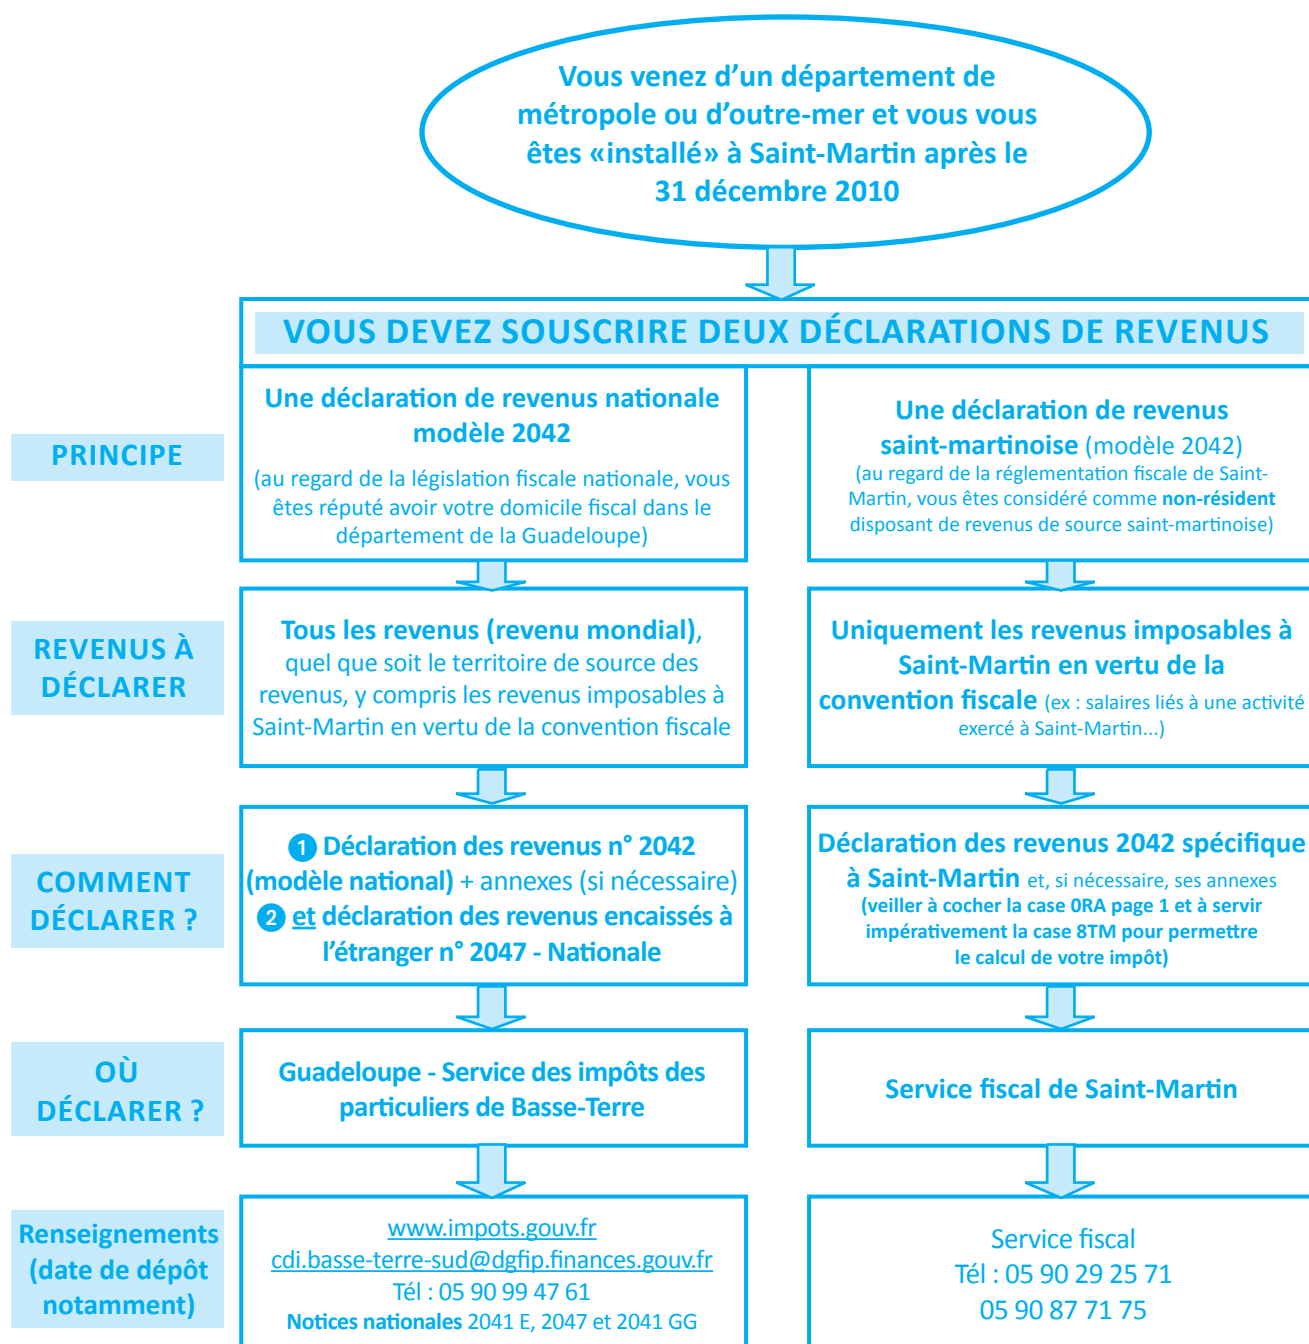 Vous venez d'un département de
métropole ou d'outre-mer et vous vous
êtes «installé» à Saint-Martin après le
31 décembre 2010
VOUS DEVEZ SOUSCRIRE DEUX DÉCLARATIONS DE REVENUS
PRINCIPE
Une déclaration de revenus nationale
modèle 2042
(au regard de la législation fiscale nationale, vous
êtes réputé avoir votre domicile fiscal dans le
département de la Guadeloupe)
Une déclaration de revenus
saint-martinoise (modèle 2042)
(au regard de la réglementation fiscale de Saint-
Martin, vous êtes considéré comme non-résident
disposant de revenus de source saint-martinoise)
REVENUS À
DÉCLARER
Tous les revenus (revenu mondial),
quel que soit le territoire de source des
revenus, y compris les revenus imposables à
Saint-Martin en vertu de la convention fiscale
Uniquement les revenus imposables à
Saint-Martin en vertu de la
convention fiscale (ex : salaires liés à une activité
exercé à Saint-Martin...)
COMMENT
DÉCLARER ?
1 Déclaration des revenus n° 2042
(modèle national) + annexes (si nécessaire)
2 et déclaration des revenus encaissés à
l'étranger n° 2047 - Nationale
Déclaration des revenus 2042 spécifique
à Saint-Martin et, si nécessaire, ses annexes
(veiller à cocher la case 0RA page 1 et à servir
impérativement la case 8TM pour permettre
le calcul de votre impôt)
OÙ
DÉCLARER ?
Guadeloupe - Service des impôts des
particuliers de Basse-Terre
Service fiscal de Saint-Martin
Renseignements
(date de dépôt
notamment)
www.impots.gouv.fr
cdi.basse-terre-sud@dgfip.finances.gouv.fr
Tél : 05 90 99 47 61
Notices nationales 2041 E, 2047 et 2041 GG
Service fiscal
Tél : 05 90 29 25 71
05 90 87 71 75